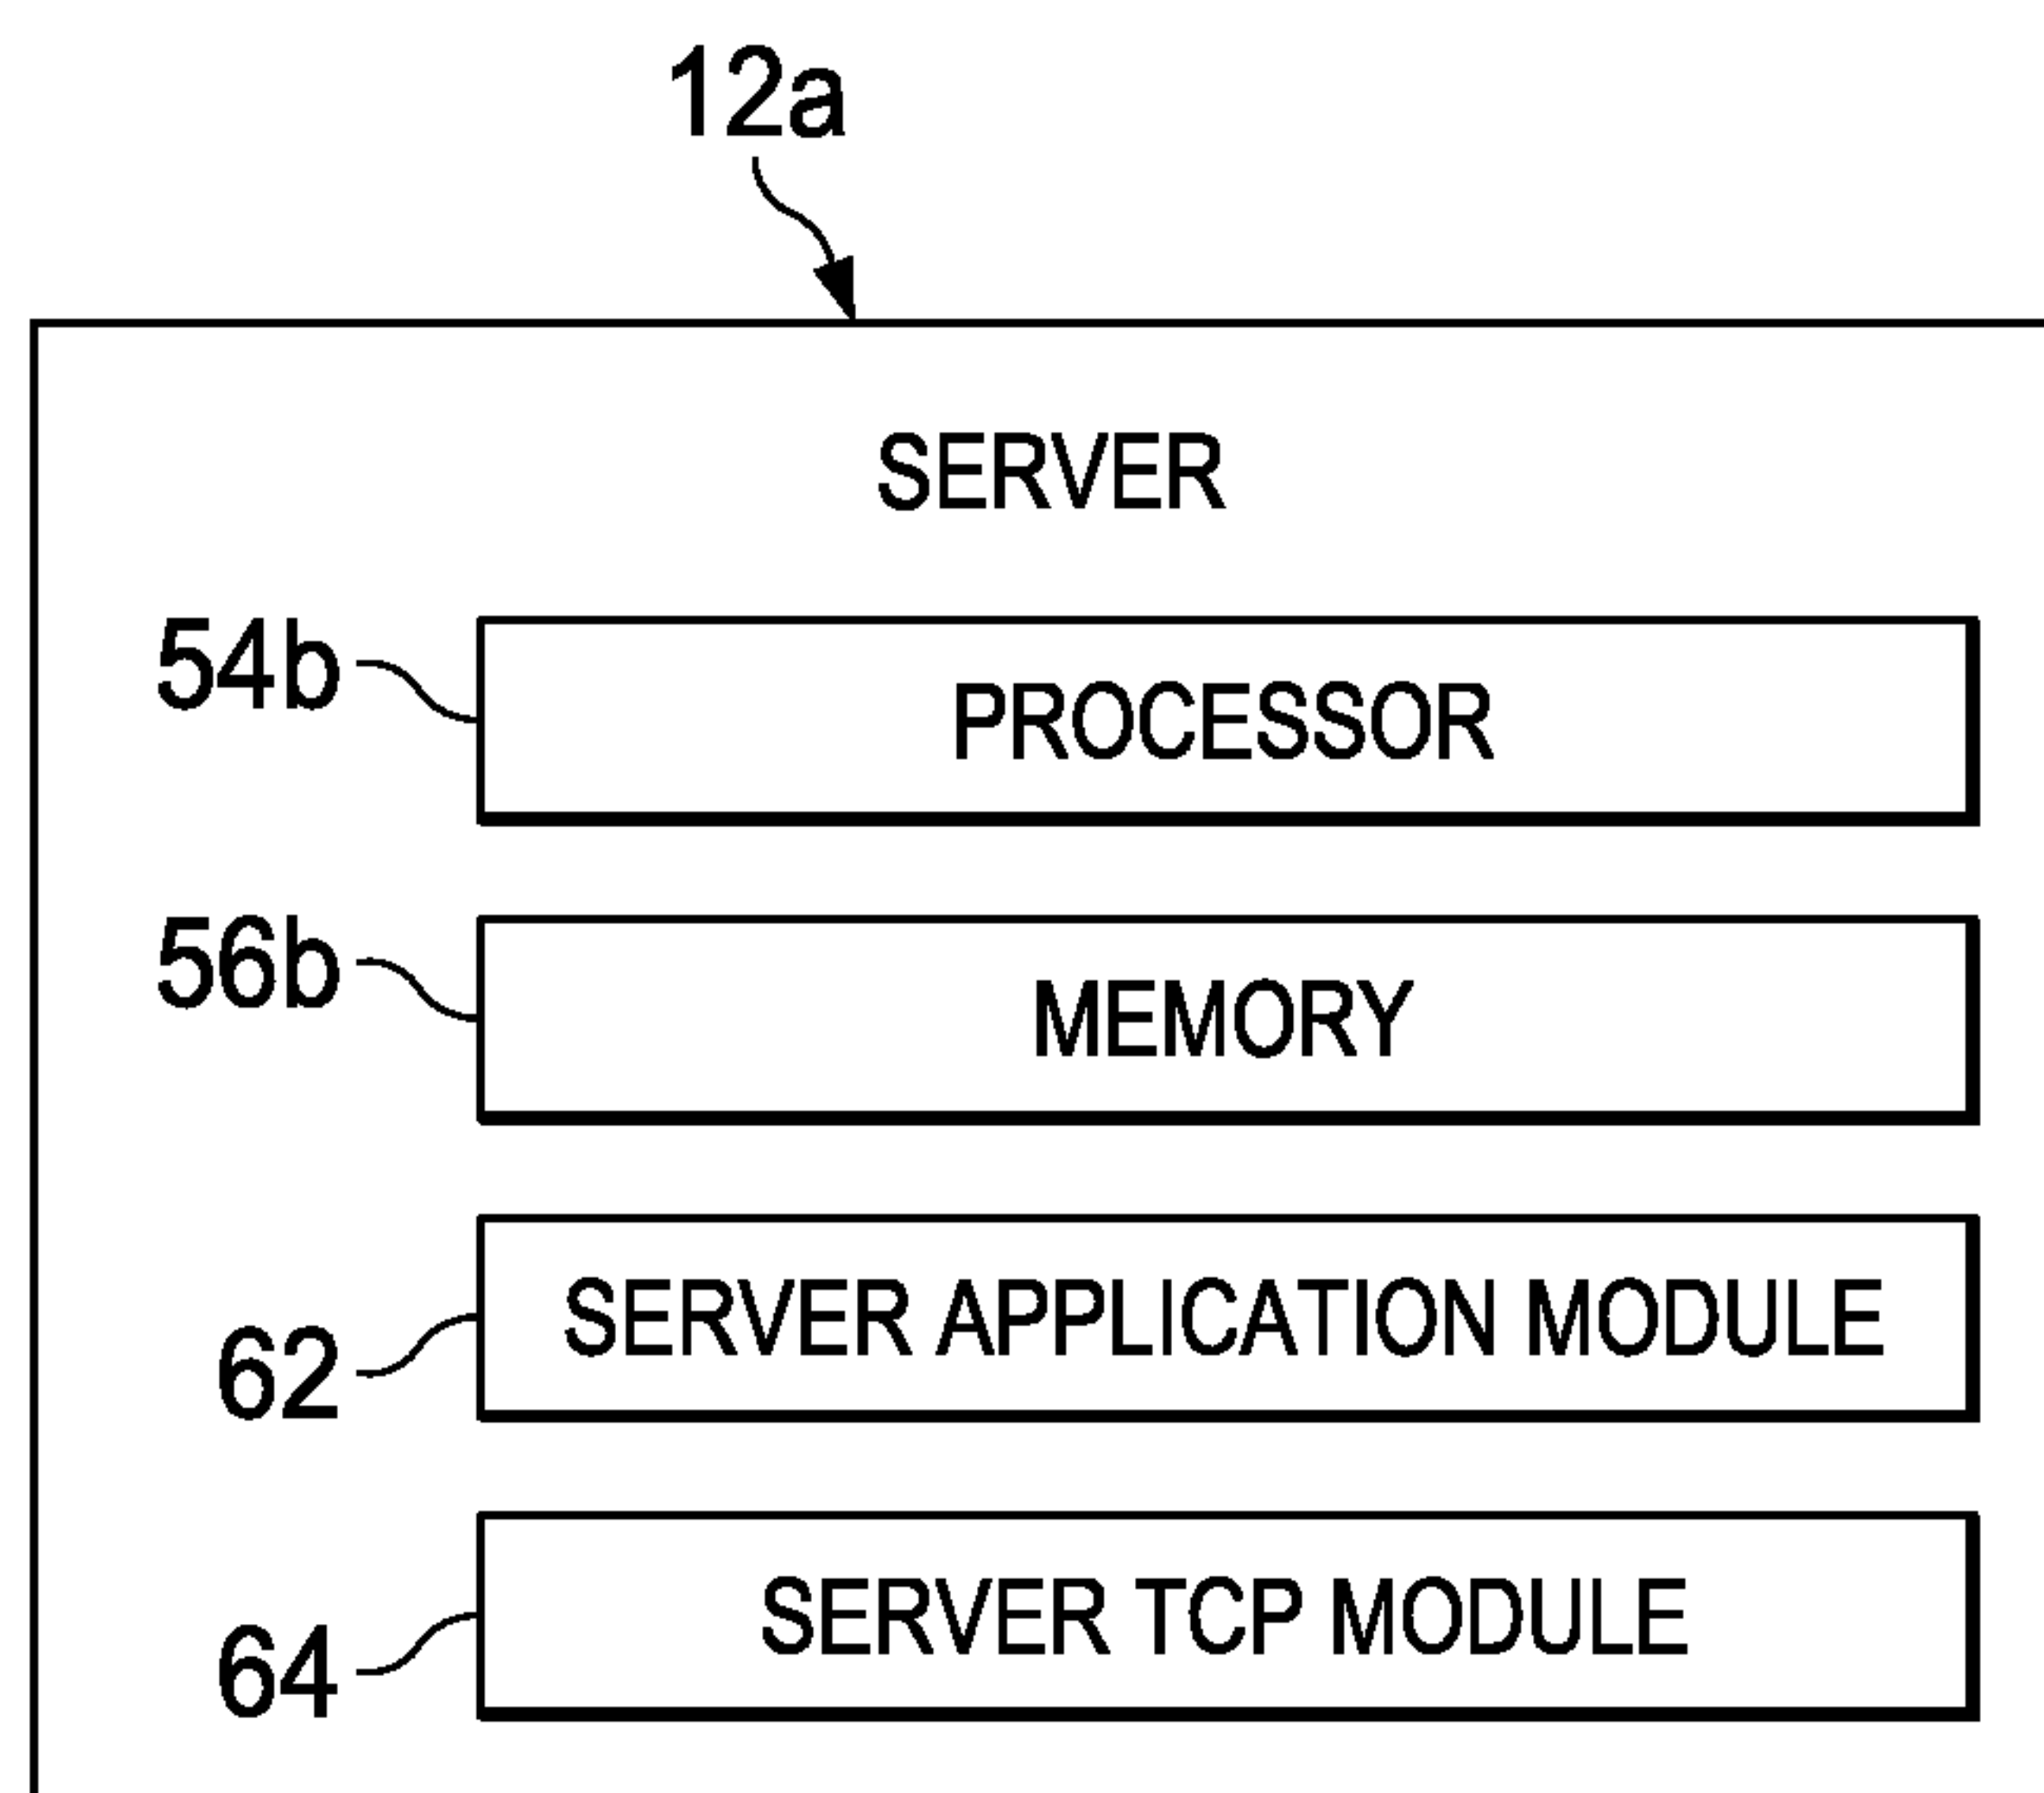 12a
SERVER
54b
PROCESSOR
56b
MEMORY
62
SERVER APPLICATION MODULE
64
SERVER TCP MODULE